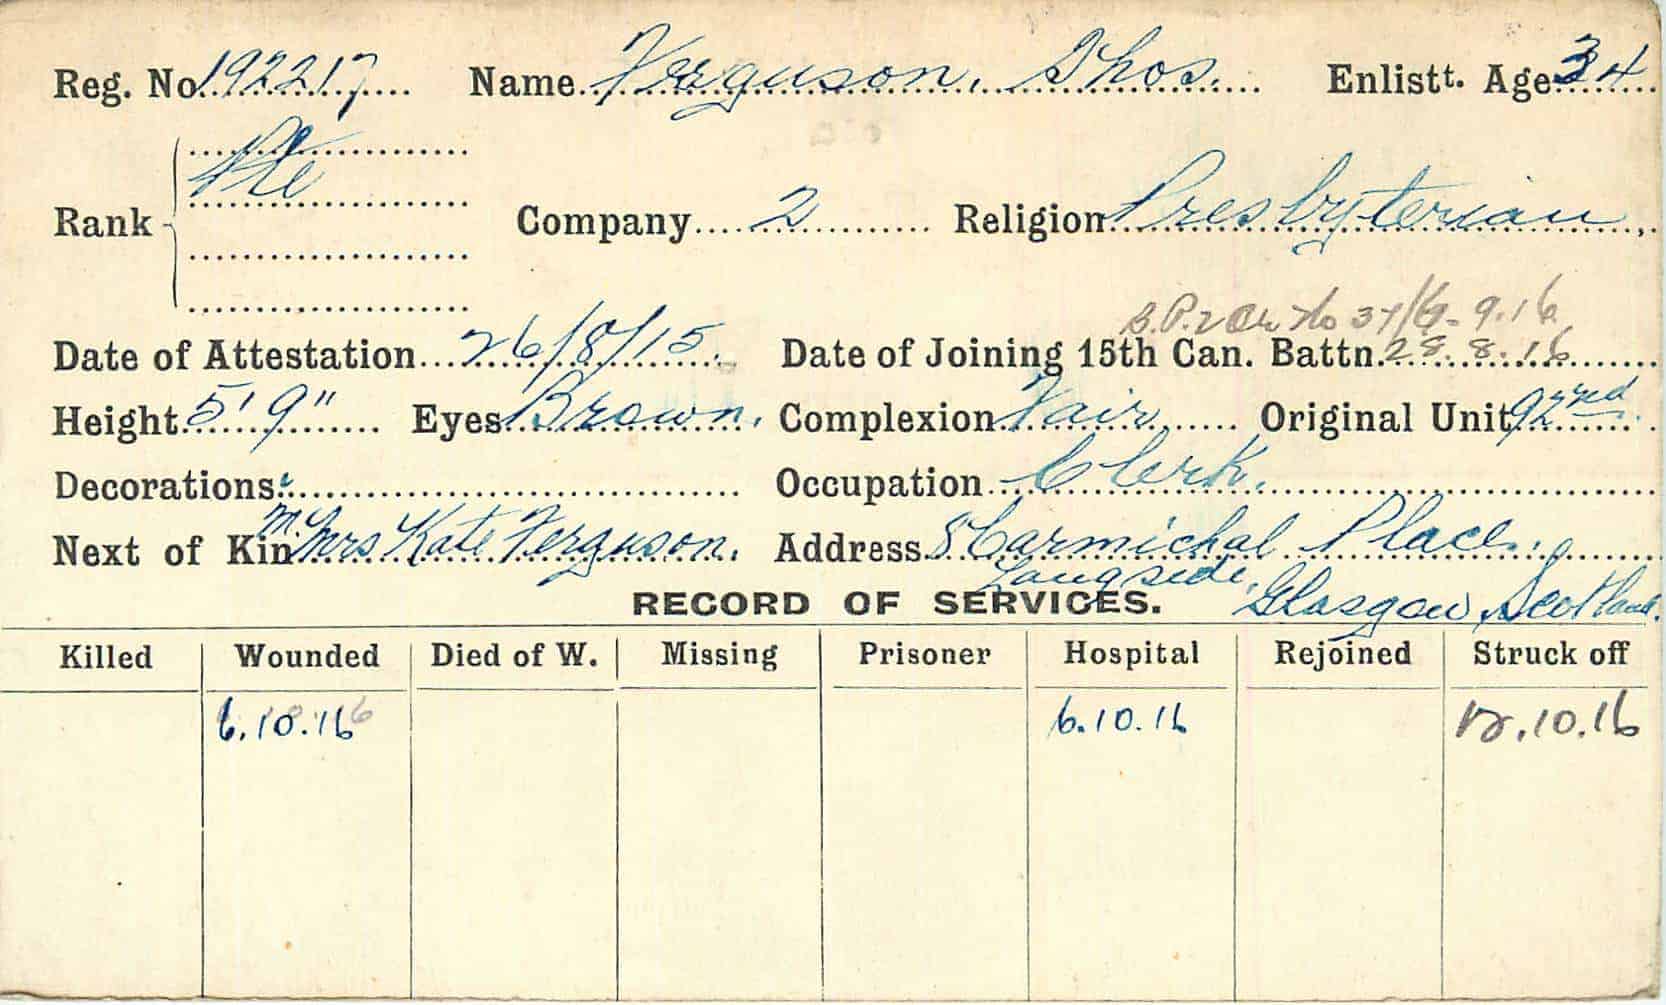 Reg. No. 192217 Name Ferguson, Thos. Enlistt. Age 34
Rank Pte Company 2 Religion Presbyterian
B.P.2 Or No 37/6-9.16
Date of Attestation 26/8/15. Date of Joining 15th Can. Battn. 28.8.16
Height 5' 9" Eyes Brown. Complexion Fair Original Unit 92nd
Decorations: Occupation Clerk.
Next of Kin M. Mrs Kate Ferguson. Address 8 Carmichal Place.
Langside, Glasgow, Scotland.
RECORD OF SERVICES.
Killed Wounded Died of W. Missing Prisoner Hospital Rejoined Struck off
6.10.16 6.10.16 12.10.16